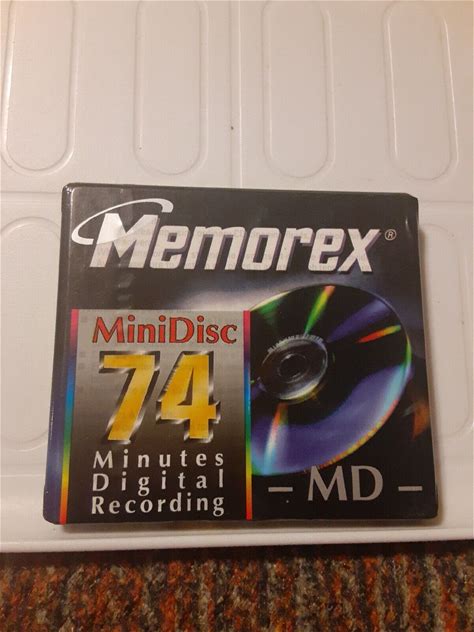 Memorex®
MiniDisc
74
Minutes
Digital
Recording
– MD –